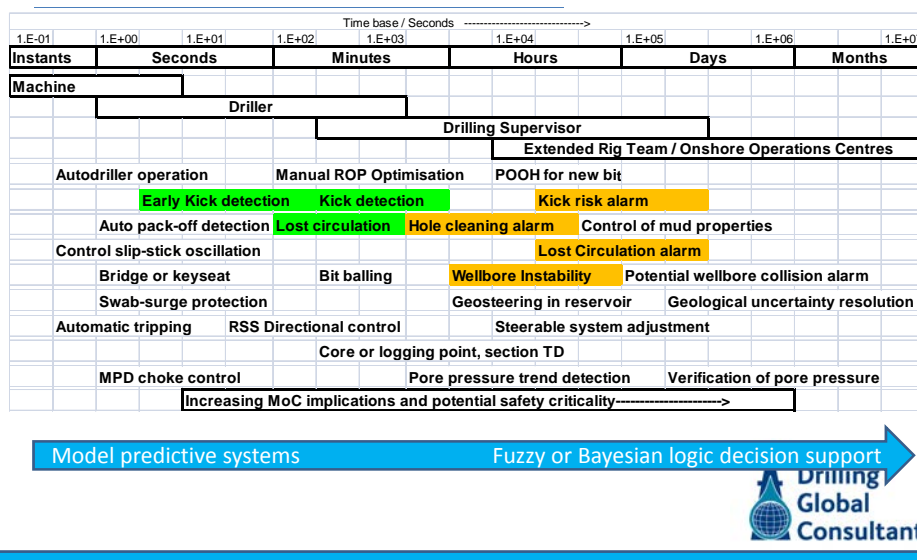 Time base / Seconds ------------------------------>
1.E-01 1.E+00 1.E+01 1.E+02 1.E+03 1.E+04 1.E+05 1.E+06 1.E+0
Instants Seconds Minutes Hours Days Months
Machine
Driller
Drilling Supervisor
Extended Rig Team / Onshore Operations Centres
Autodriller operation Manual ROP Optimisation POOH for new bit
Early Kick detection Kick detection Kick risk alarm
Auto pack-off detection Lost circulation Hole cleaning alarm Control of mud properties
Control slip-stick oscillation Lost Circulation alarm
Bridge or keyseat Bit balling Wellbore Instability Potential wellbore collision alarm
Swab-surge protection Geosteering in reservoir Geological uncertainty resolution
Automatic tripping RSS Directional control Steerable system adjustment
Core or logging point, section TD
MPD choke control Pore pressure trend detection Verification of pore pressure
Increasing MoC implications and potential safety criticality----------------------->
Model predictive systems Fuzzy or Bayesian logic decision support
Drilling
Global
Consultant